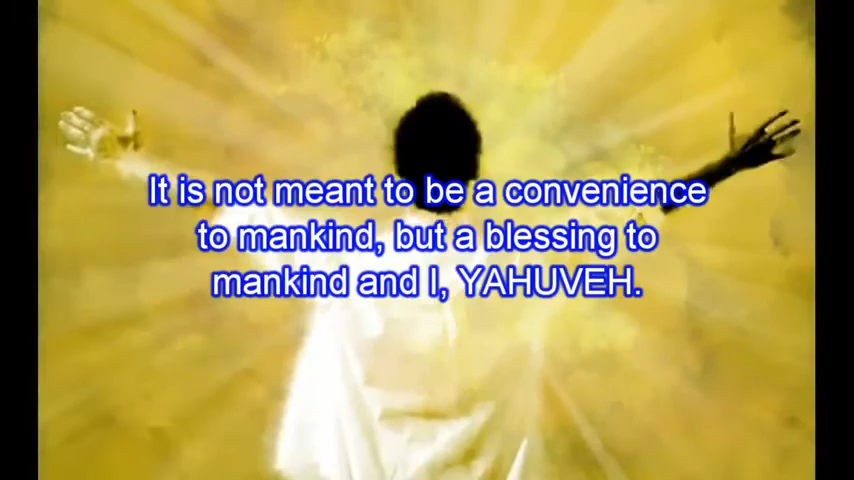 It is not meant to be a convenience
to mankind, but a blessing to
mankind and I, YAHUVEH.